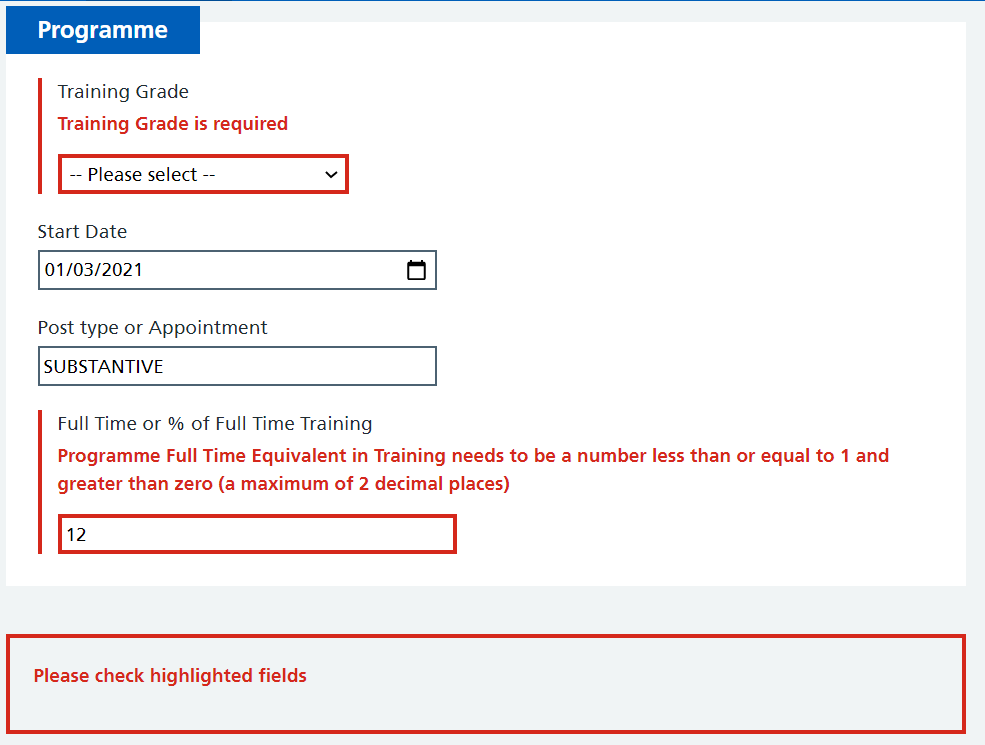 Programme
Training Grade
Training Grade is required
-- Please select --
Start Date
01/03/2021
Post type or Appointment
SUBSTANTIVE
Full Time or % of Full Time Training
Programme Full Time Equivalent in Training needs to be a number less than or equal to 1 and
greater than zero (a maximum of 2 decimal places)
12
Please check highlighted fields